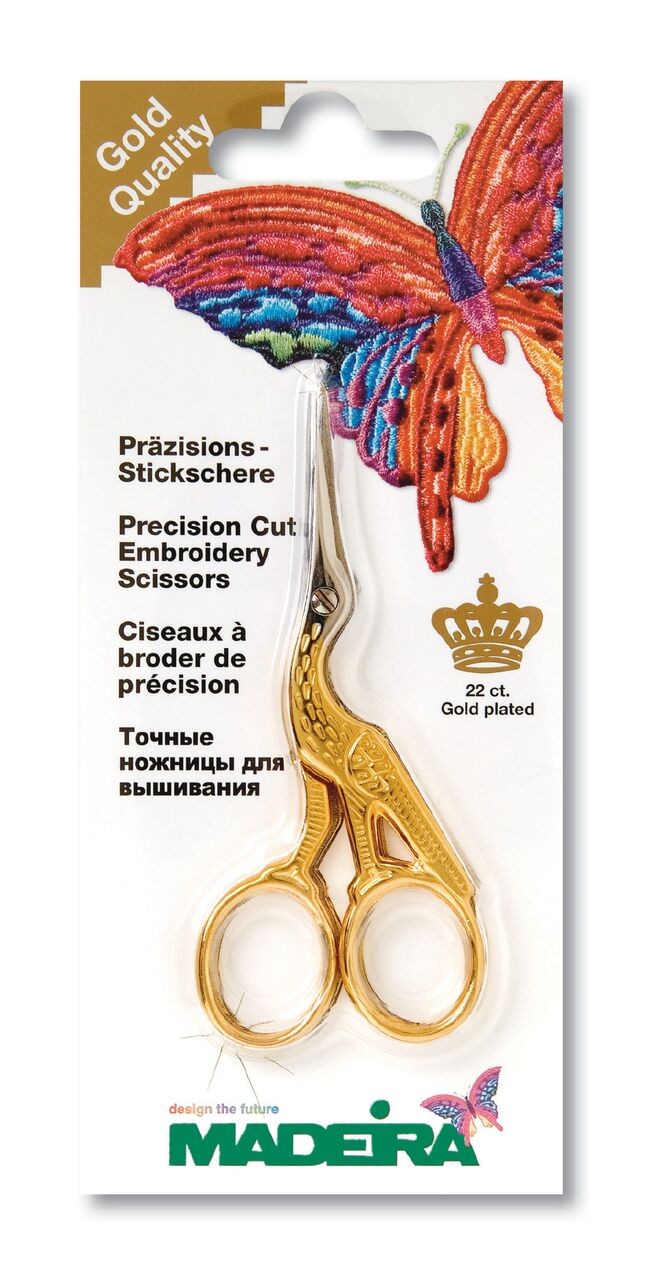 Gold
Quality
Präzisions -
Stickschere
Precision Cut
Embroidery
Scissors
Ciseaux à
broder de
précision
Точные
ножницы для
вышивания
22 ct.
Gold plated
design the future
MADEIRA